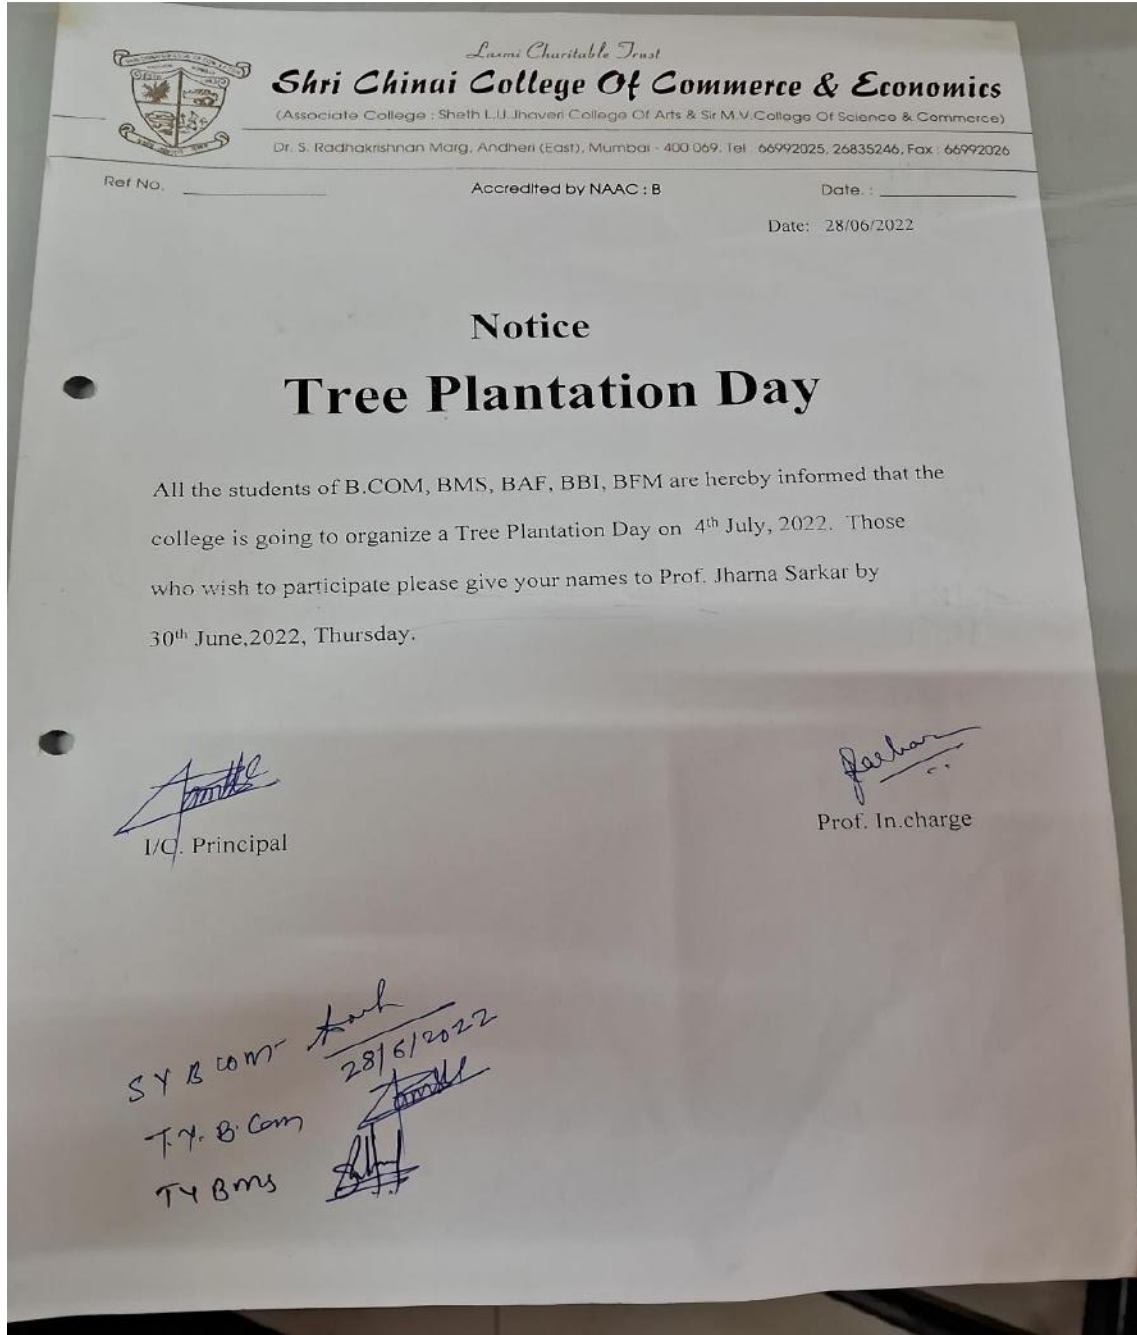 Laxmi Charitable Trust
Shri Chinai College Of Commerce & Economics
(Associate College : Sheth L.U.Jhaveri College Of Arts & Sir M.V.College Of Science & Commerce)
Dr. S. Radhakrishnan Marg, Andheri (East), Mumbai - 400 069. Tel : 66992025, 26835246, Fax : 66992026
Ref No. Accredited by NAAC : B Date. :
Date: 28/06/2022
Notice
Tree Plantation Day
All the students of B.COM, BMS, BAF, BBI, BFM are hereby informed that the
college is going to organize a Tree Plantation Day on 4th July, 2022. Those
who wish to participate please give your names to Prof. Jharna Sarkar by
30th June,2022, Thursday.
I/C. Principal
Prof. In.charge
SY B com-
28/6/2022
T.Y. B.Com
TY BMS